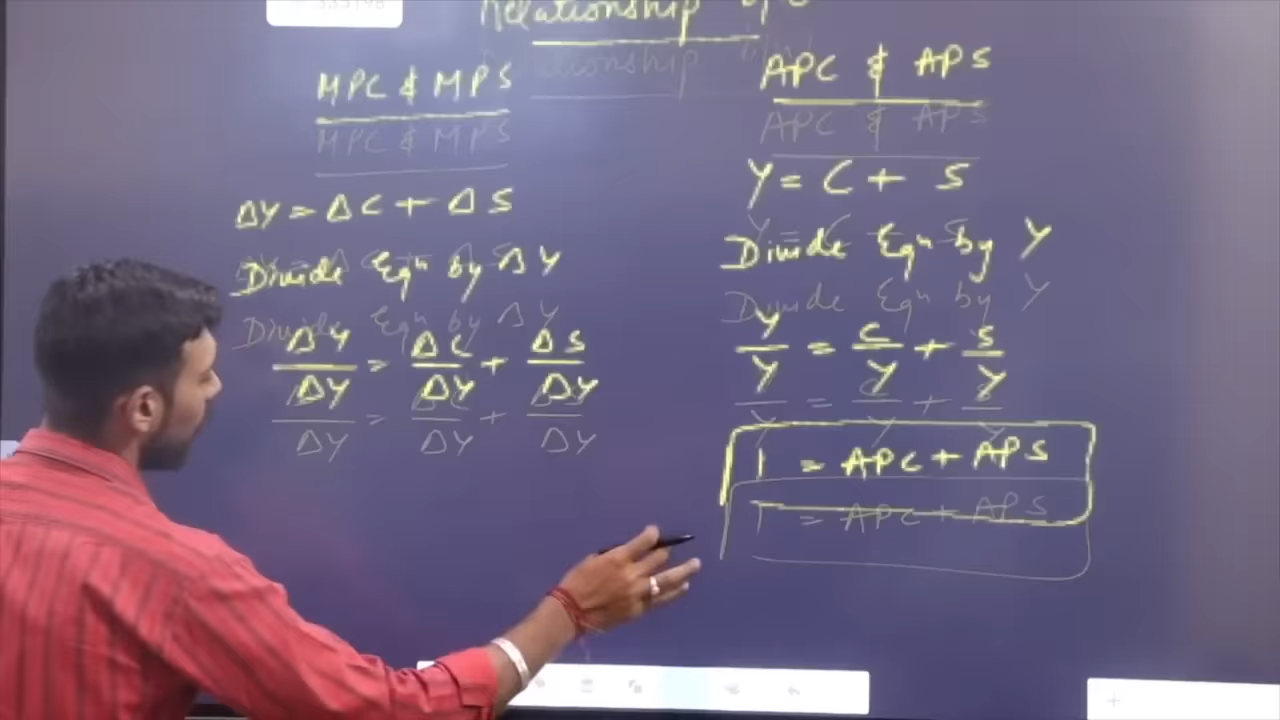 Relationship of
MPC & MPS
ΔY = ΔC + ΔS
Divide Eqn by ΔY
ΔY/ΔY = ΔC/ΔY + ΔS/ΔY
APC & APS
Y = C + S
Divide Eqn by Y
Y/Y = C/Y + S/Y
1 = APC + APS